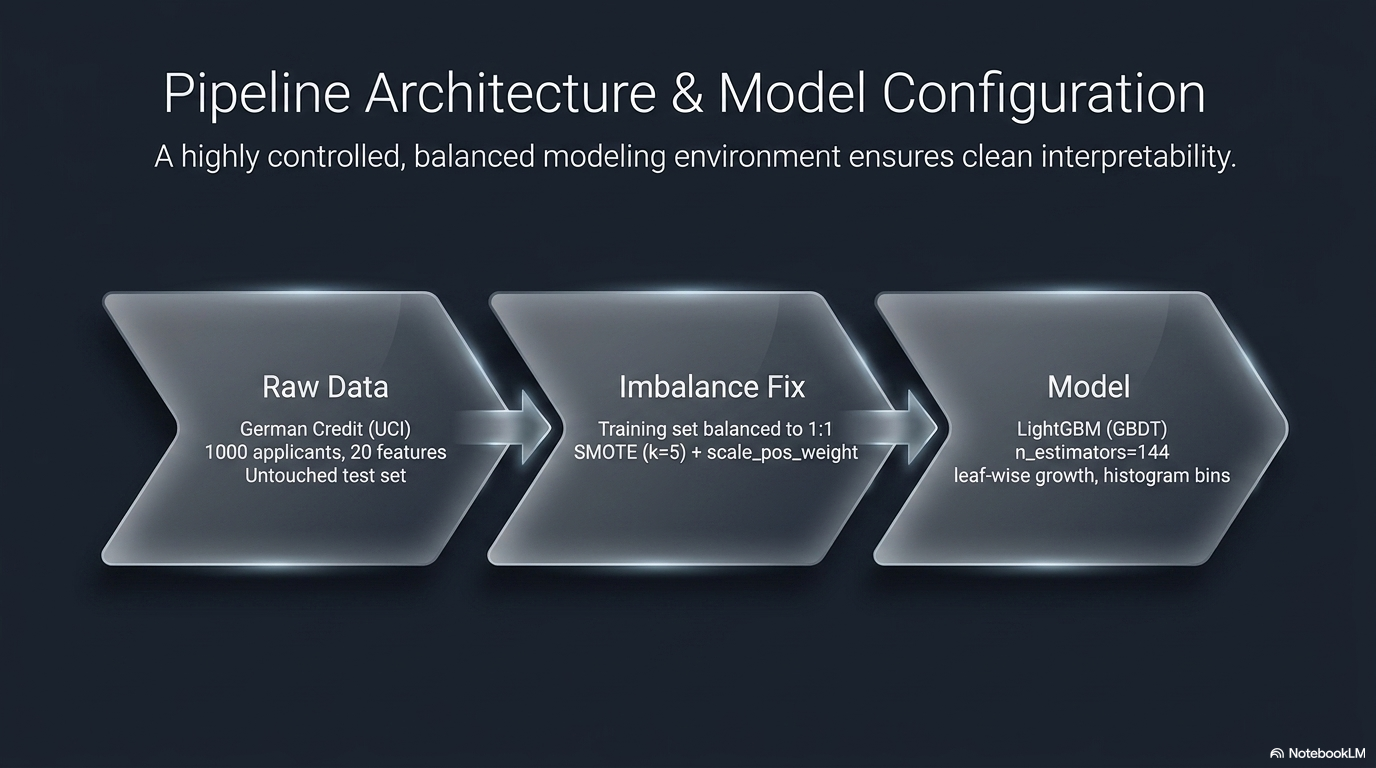 Pipeline Architecture & Model Configuration
A highly controlled, balanced modeling environment ensures clean interpretability.
Raw Data
German Credit (UCI)
1000 applicants, 20 features
Untouched test set
Imbalance Fix
Training set balanced to 1:1
SMOTE (k=5) + scale_pos_weight
Model
LightGBM (GBDT)
n_estimators=144
leaf-wise growth, histogram bins
NotebookLM